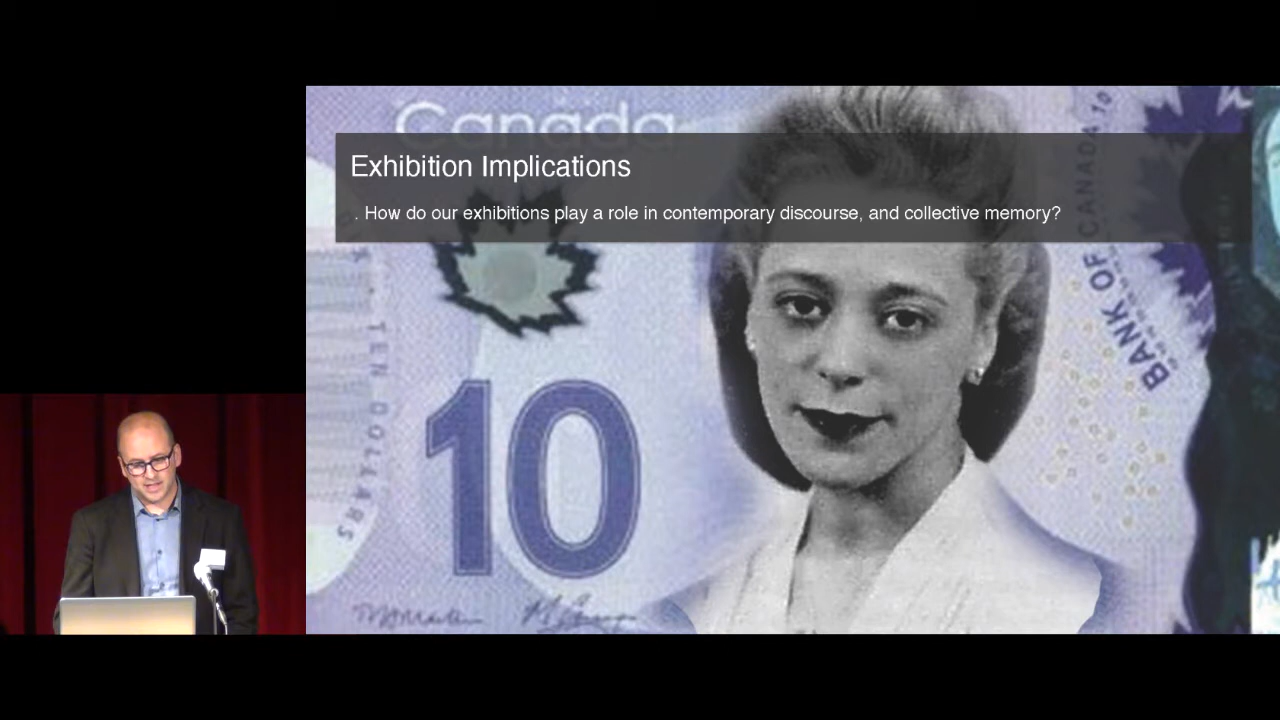 Canada
Exhibition Implications
. How do our exhibitions play a role in contemporary discourse, and collective memory?
BANK OF CANADA
10
TEN DOLLARS
10